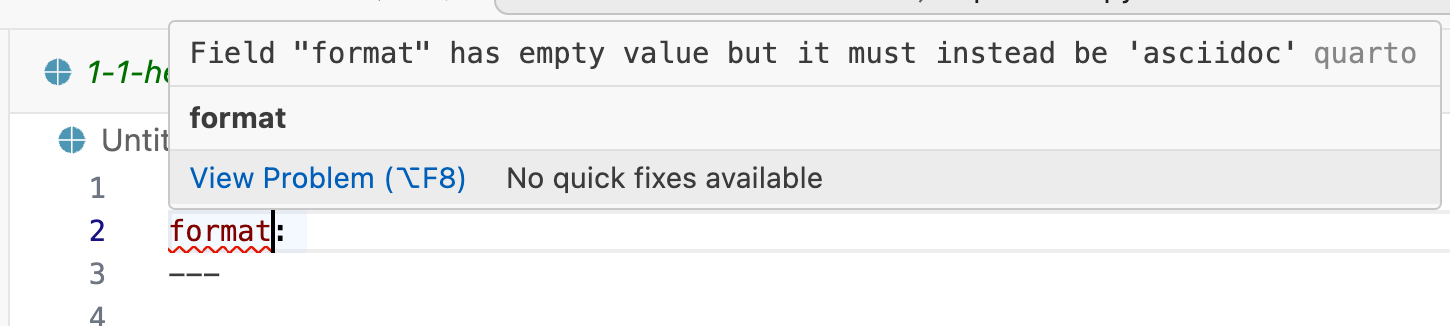 Field "format" has empty value but it must instead be 'asciidoc' quarto
1-1-he
format
Untit
View Problem (⌥F8) No quick fixes available
1
2 format:
3 ---
4